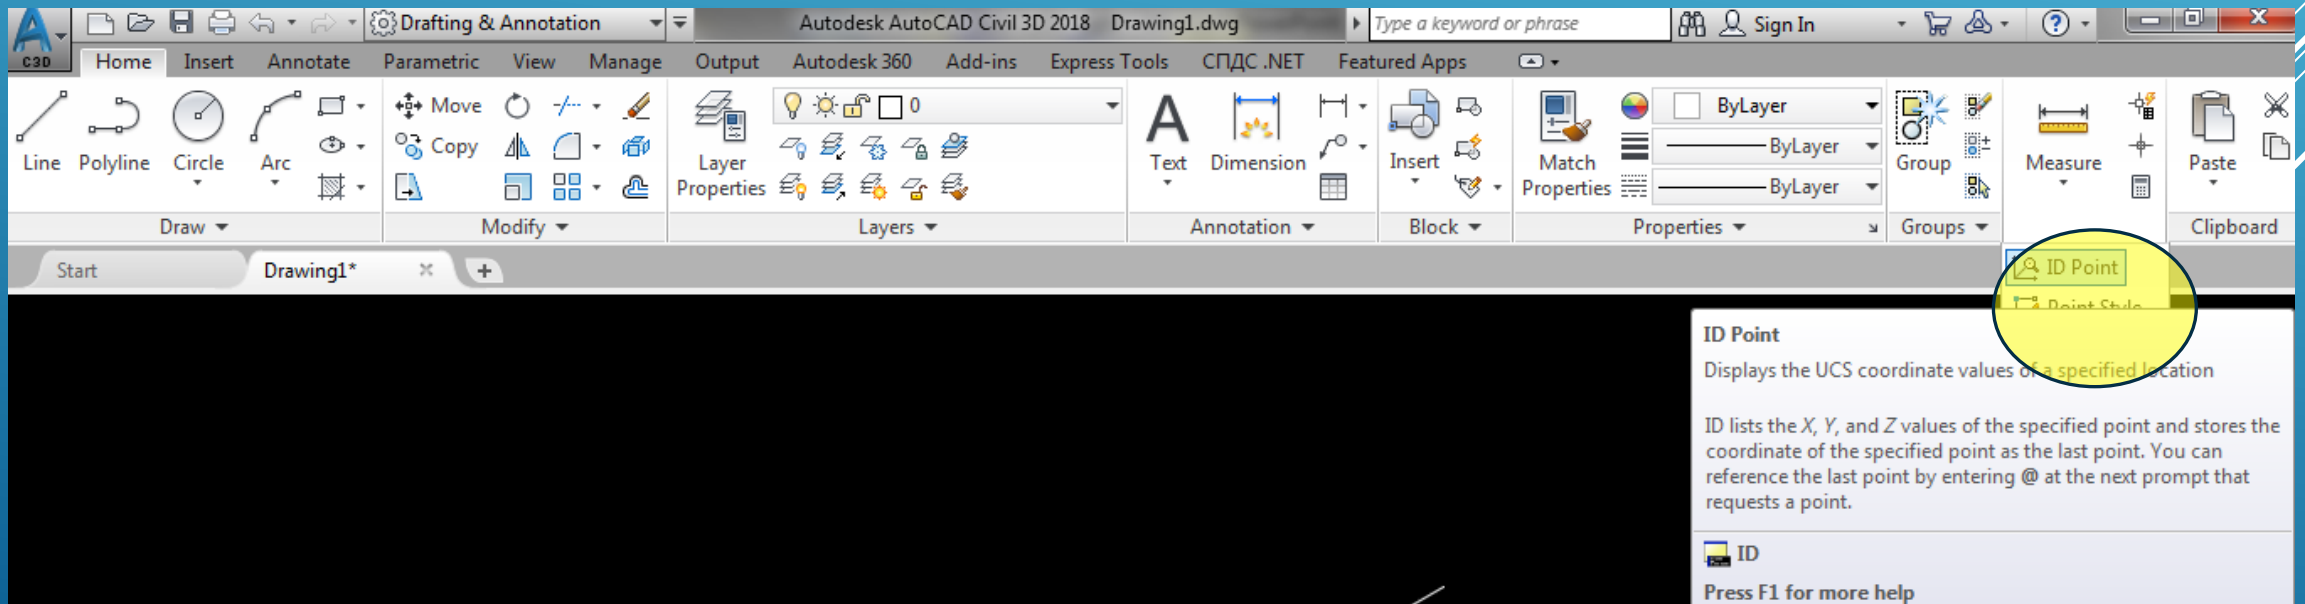 Drafting & Annotation
Autodesk AutoCAD Civil 3D 2018 Drawing1.dwg
Type a keyword or phrase
Sign In
C3D
Home Insert Annotate Parametric View Manage Output Autodesk 360 Add-ins Express Tools СПДС .NET Featured Apps
Move
0
ByLayer
Copy
ByLayer
Line Polyline Circle Arc
Layer
Properties
Text Dimension
Insert
Match
Properties
ByLayer
Group
Measure
Paste
Draw Modify Layers Annotation Block Properties Groups Clipboard
Start Drawing1*
ID Point
Point Style
ID Point
Displays the UCS coordinate values of a specified location
ID lists the X, Y, and Z values of the specified point and stores the
coordinate of the specified point as the last point. You can
reference the last point by entering @ at the next prompt that
requests a point.
ID
Press F1 for more help